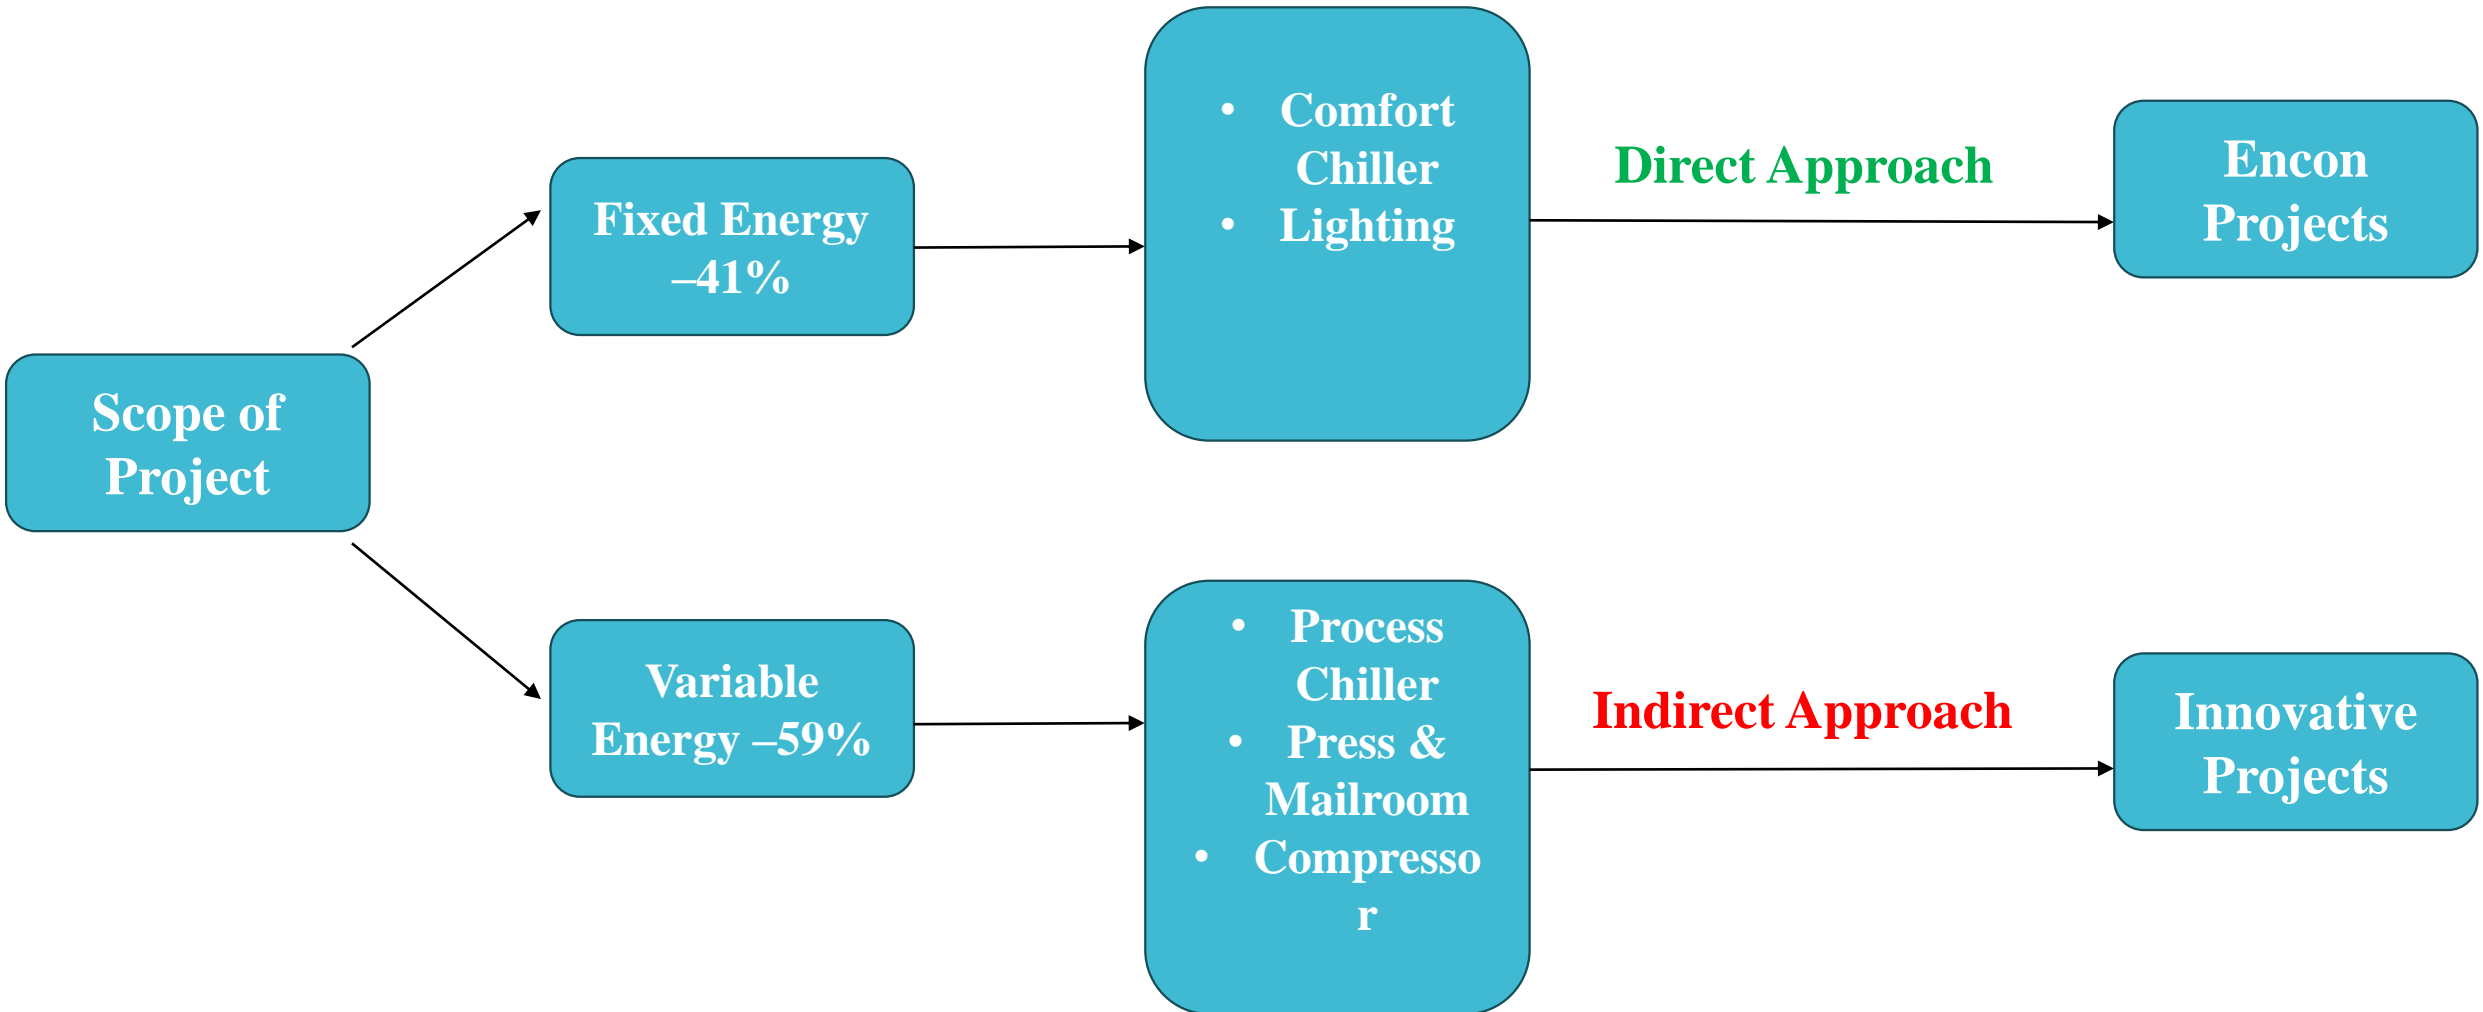 Scope of
Project
Fixed Energy
–41%
• Comfort
Chiller
• Lighting
Direct Approach
Encon
Projects
Variable
Energy –59%
• Process
Chiller
• Press &
Mailroom
• Compresso
r
Indirect Approach
Innovative
Projects